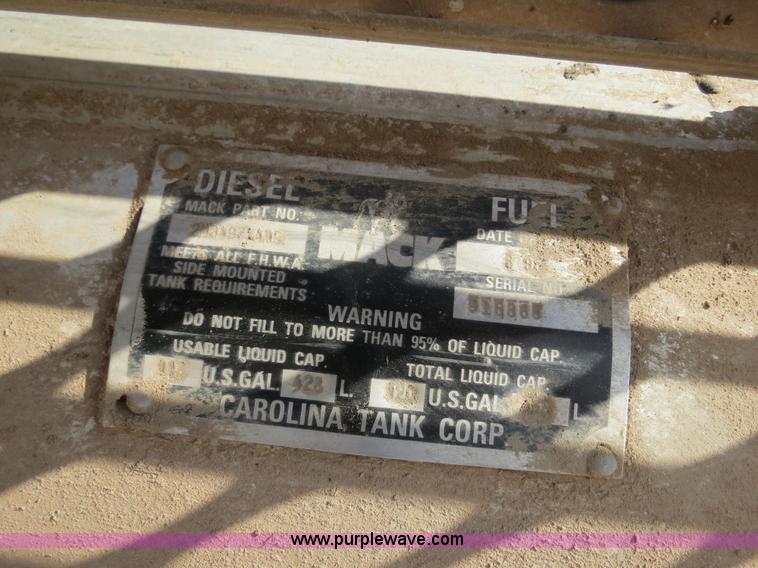 DIESEL FUEL
MACK PART NO.
MACK
DATE
MEETS ALL F.H.W.A.
SIDE MOUNTED
TANK REQUIREMENTS
SERIAL NO.
WARNING
DO NOT FILL TO MORE THAN 95% OF LIQUID CAP.
USABLE LIQUID CAP. TOTAL LIQUID CAP.
U.S.GAL. 428 L. U.S.GAL. L
CAROLINA TANK CORP.
www.purplewave.com